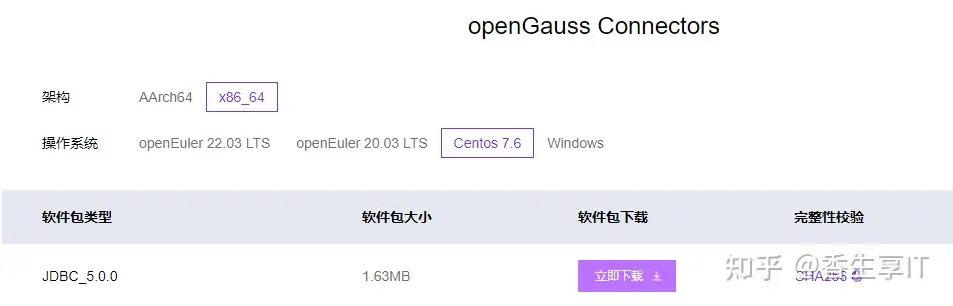 openGauss Connectors
架构 AArch64 x86_64
操作系统 openEuler 22.03 LTS openEuler 20.03 LTS Centos 7.6 Windows
软件包类型 软件包大小 软件包下载 完整性校验
JDBC_5.0.0 1.63MB 立即下载
知乎 @香生享IT